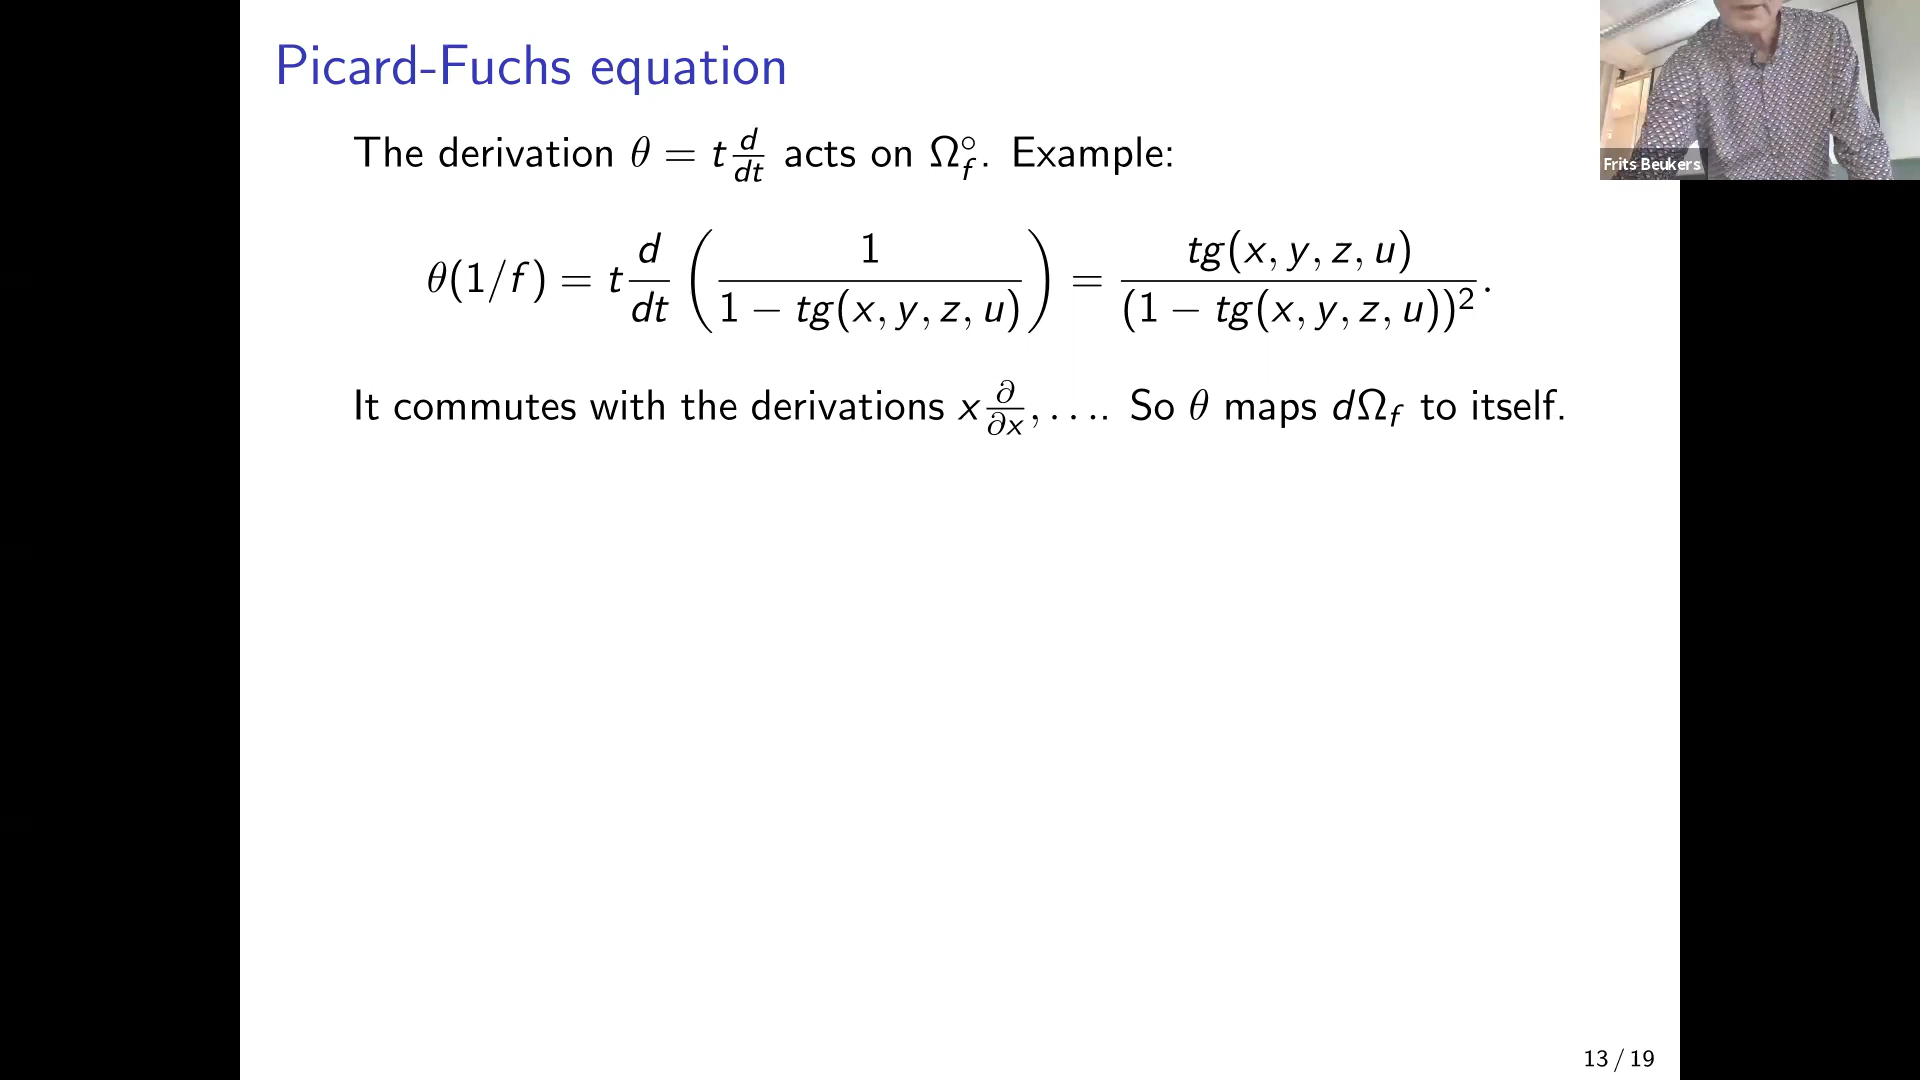 Picard-Fuchs equation
The derivation θ = t d/dt acts on Ω_f^∘. Example:
θ(1/f) = t d/dt (1/(1 − tg(x, y, z, u))) = tg(x, y, z, u)/(1 − tg(x, y, z, u))².
It commutes with the derivations x ∂/∂x, . . . . So θ maps dΩ_f to itself.
Frits Beukers
13 / 19